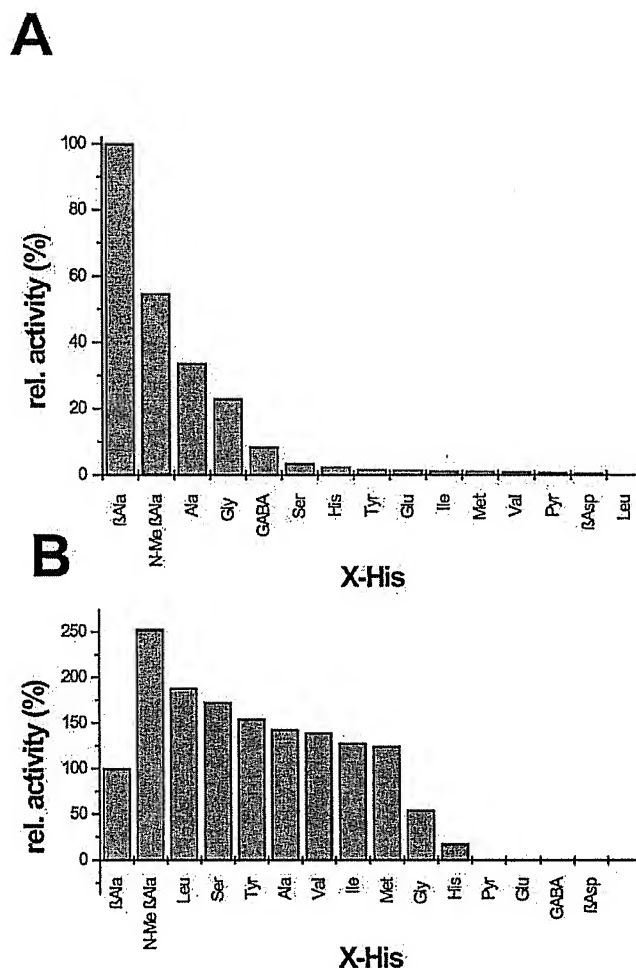 A
100
80
60
40
20
0
rel. activity (%)
ßAla
N-Me ßAla
Ala
Gly
GABA
Ser
His
Tyr
Glu
Ile
Met
Val
Pyr
ßAsp
Leu
X-His
B
250
200
150
100
50
0
rel. activity (%)
ßAla
N-Me ßAla
Leu
Ser
Tyr
Ala
Val
Ile
Met
Gly
His
Pyr
Glu
GABA
ßAsp
X-His